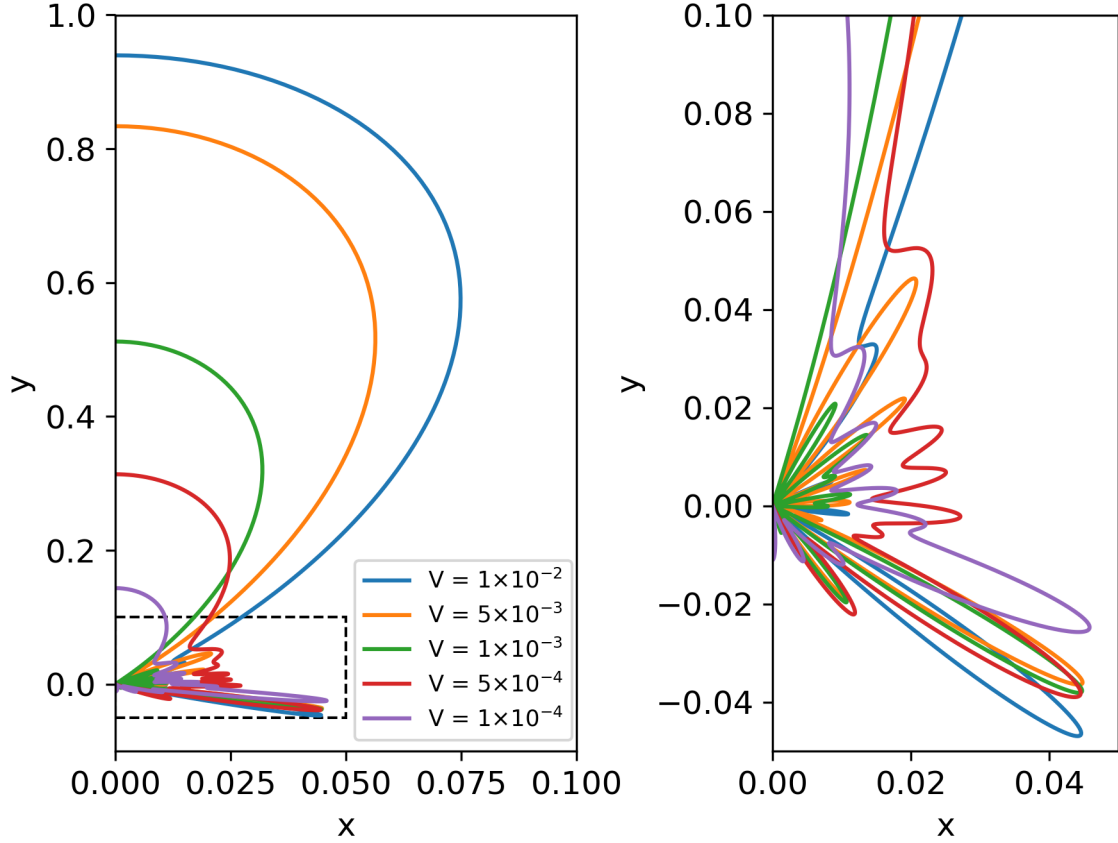 1.0
0.8
0.6
0.4
0.2
0.0
y
0.000
0.025
0.050
0.075
0.100
x
V = 1×10⁻²
V = 5×10⁻³
V = 1×10⁻³
V = 5×10⁻⁴
V = 1×10⁻⁴
0.10
0.08
0.06
0.04
0.02
0.00
−0.02
−0.04
y
0.00
0.02
0.04
x